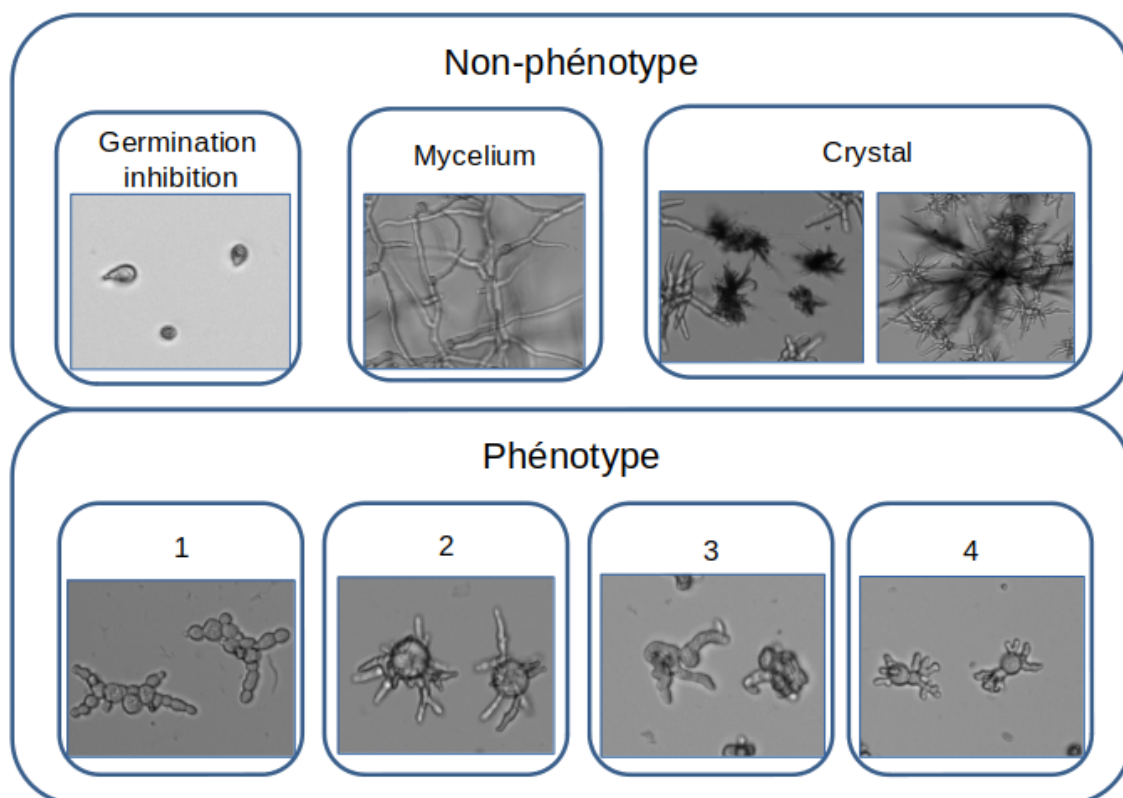 Non-phénotype
Germination
inhibition
Mycelium
Crystal
Phénotype
1
2
3
4